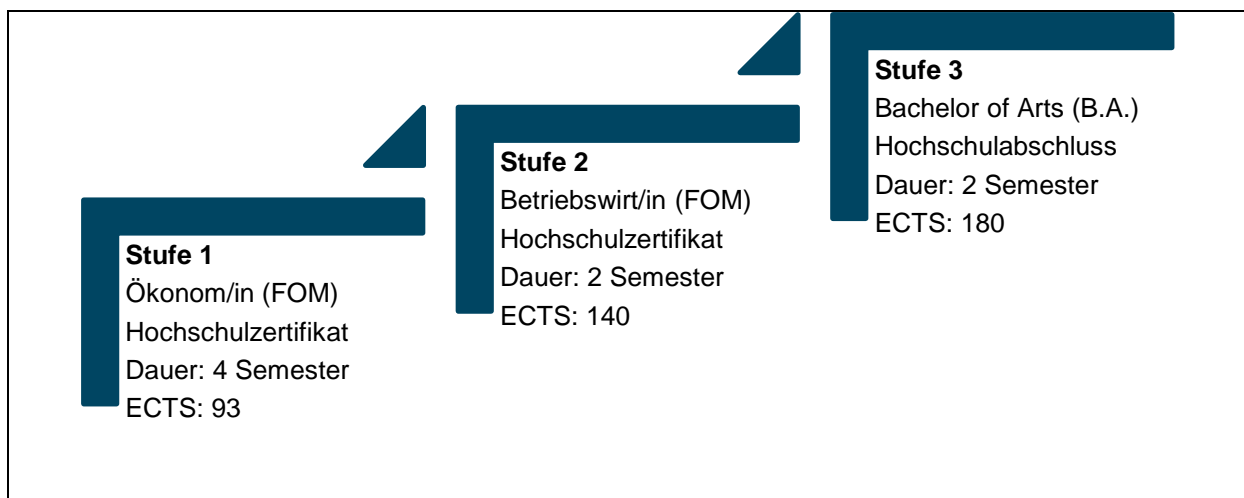 Stufe 1
Ökonom/in (FOM)
Hochschulzertifikat
Dauer: 4 Semester
ECTS: 93
Stufe 2
Betriebswirt/in (FOM)
Hochschulzertifikat
Dauer: 2 Semester
ECTS: 140
Stufe 3
Bachelor of Arts (B.A.)
Hochschulabschluss
Dauer: 2 Semester
ECTS: 180